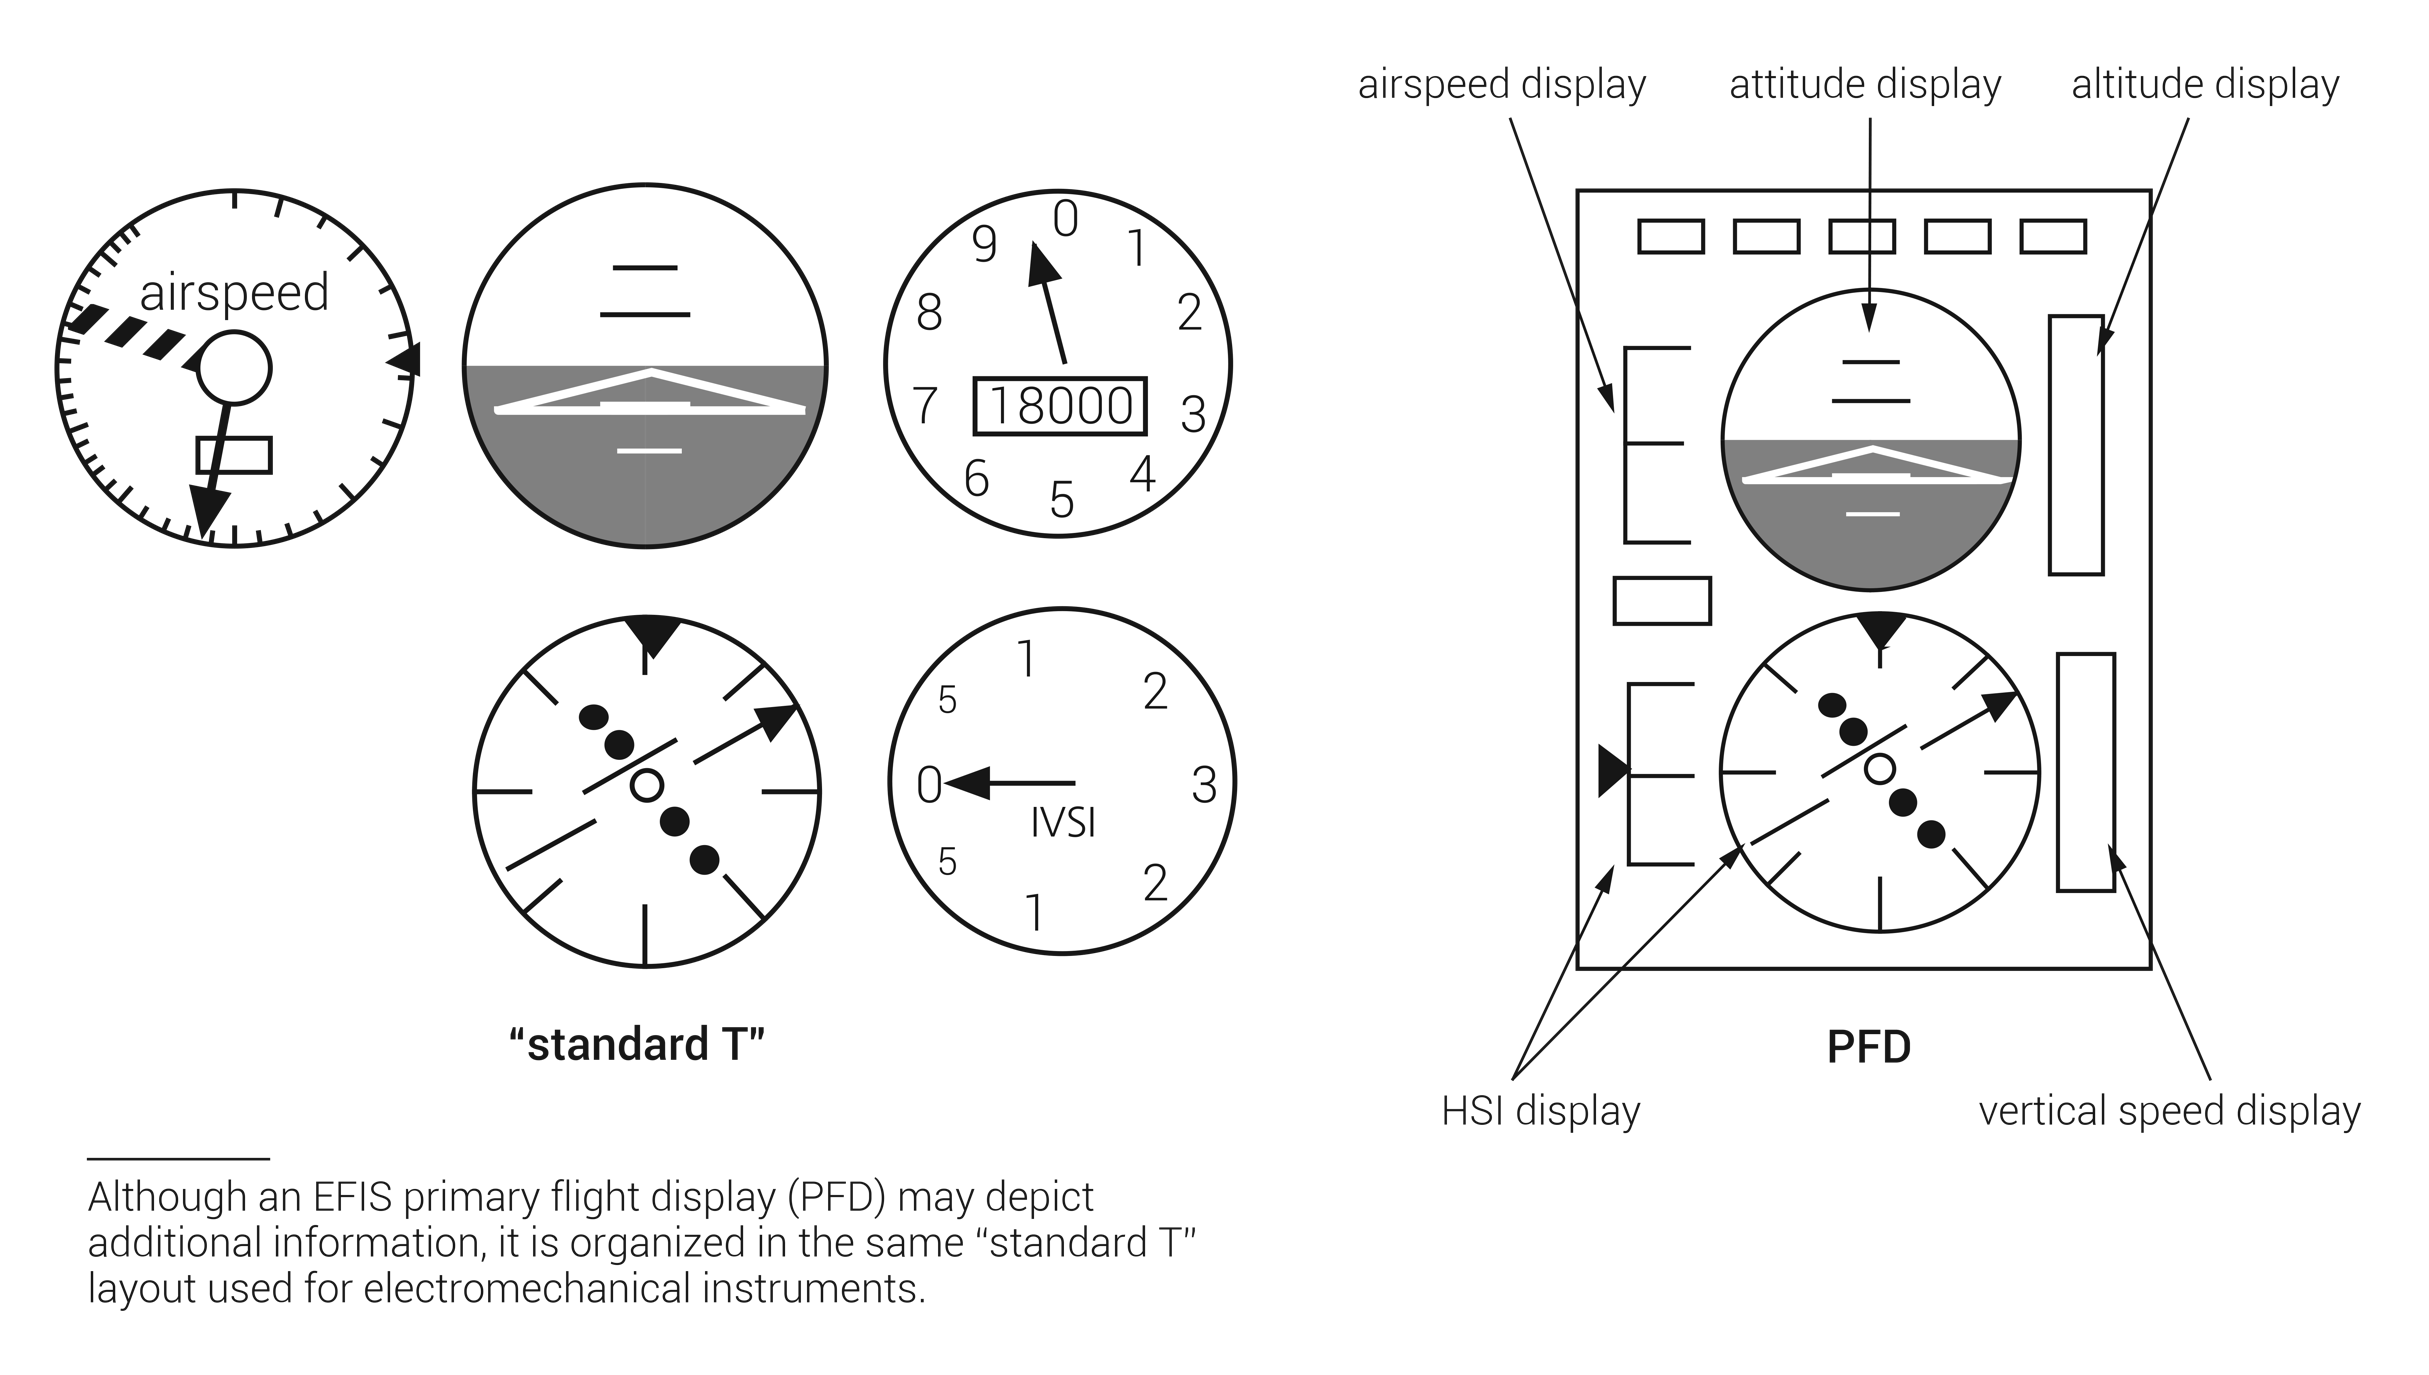 airspeed display
attitude display
altitude display
airspeed
0
1
2
3
4
5
6
7
8
9
18000
1
2
3
2
1
5
0
5
IVSI
“standard T”
PFD
HSI display
vertical speed display
Although an EFIS primary flight display (PFD) may depict
additional information, it is organized in the same “standard T”
layout used for electromechanical instruments.